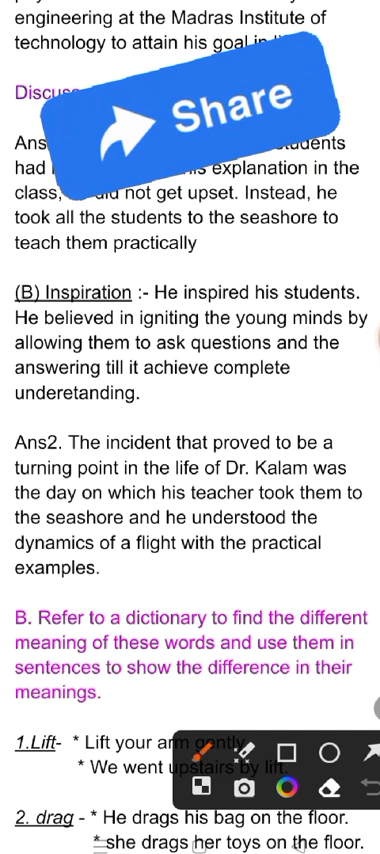 engineering at the Madras Institute of
technology to attain his goal in
Discuss
Share
Ans students
had explanation in the
class, did not get upset. Instead, he
took all the students to the seashore to
teach them practically
(B) Inspiration :- He inspired his students.
He believed in igniting the young minds by
allowing them to ask questions and the
answering till it achieve complete
underetanding.
Ans2. The incident that proved to be a
turning point in the life of Dr. Kalam was
the day on which his teacher took them to
the seashore and he understood the
dynamics of a flight with the practical
examples.
B. Refer to a dictionary to find the different
meaning of these words and use them in
sentences to show the difference in their
meanings.
1.Lift- * Lift your arm gently.
* We went upstairs by lift.
2. drag - * He drags his bag on the floor.
* she drags her toys on the floor.